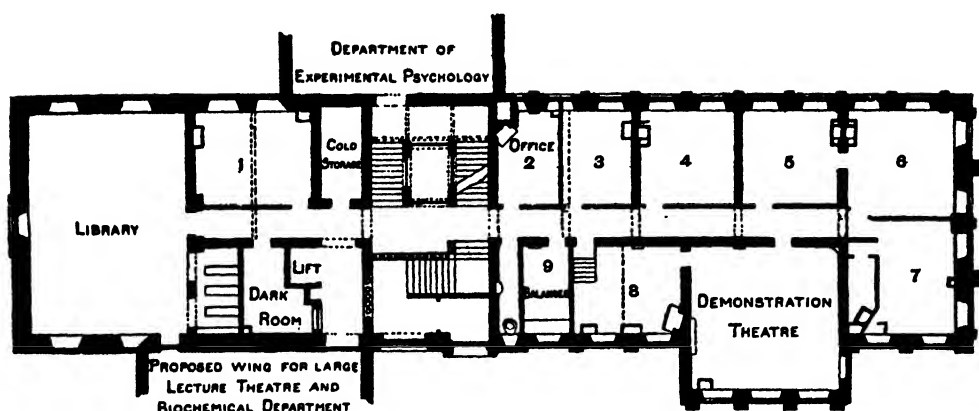 DEPARTMENT OF
EXPERIMENTAL PSYCHOLOGY
LIBRARY
1
COLD
STORAGE
OFFICE
2
3
4
5
6
7
LIFT
DARK
ROOM
9
BALANCES
8
DEMONSTRATION
THEATRE
PROPOSED WING FOR LARGE
LECTURE THEATRE AND
BIOCHEMICAL DEPARTMENT